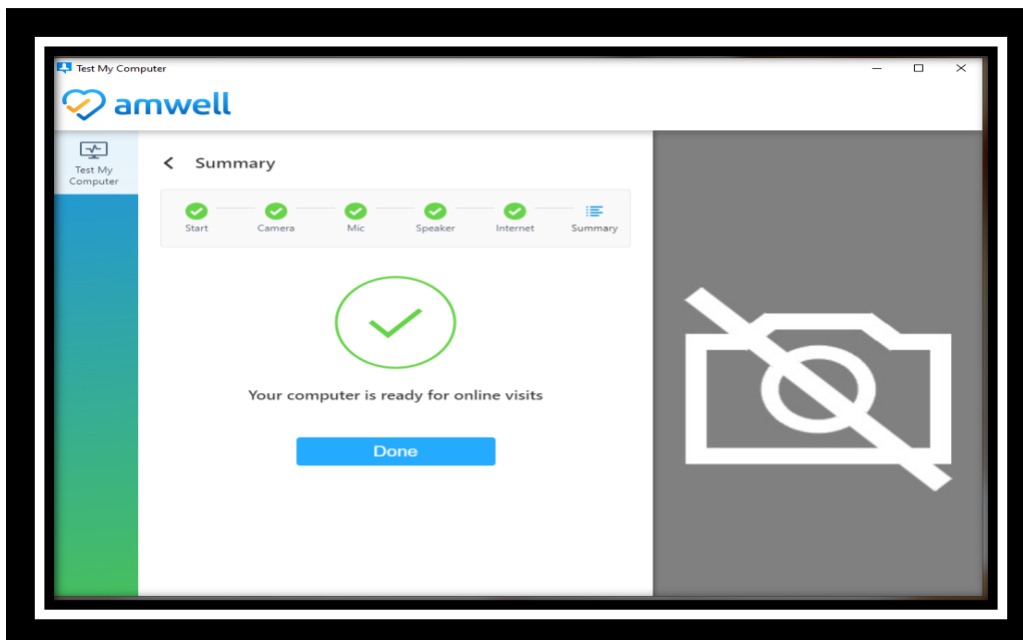 Test My Computer
amwell
Test My
Computer
Summary
Start
Camera
Mic
Speaker
Internet
Summary
Your computer is ready for online visits
Done